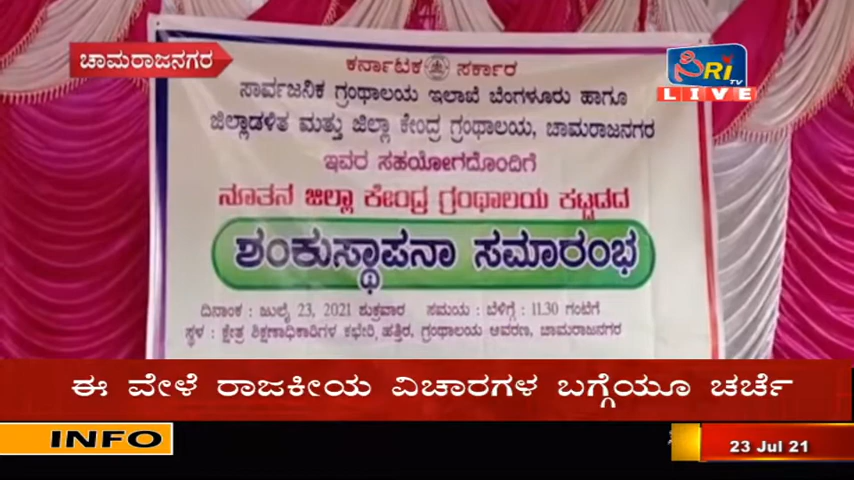 ಚಾಮರಾಜನಗರ
ಕರ್ನಾಟಕ ಸರ್ಕಾರ
ಸಾರ್ವಜನಿಕ ಗ್ರಂಥಾಲಯ ಇಲಾಖೆ ಬೆಂಗಳೂರು ಹಾಗೂ
ಜಿಲ್ಲಾಡಳಿತ ಮತ್ತು ಜಿಲ್ಲಾ ಕೇಂದ್ರ ಗ್ರಂಥಾಲಯ, ಚಾಮರಾಜನಗರ
ಇವರ ಸಹಯೋಗದೊಂದಿಗೆ
ನೂತನ ಜಿಲ್ಲಾ ಕೇಂದ್ರ ಗ್ರಂಥಾಲಯ ಕಟ್ಟಡದ
ಶಂಕುಸ್ಥಾಪನಾ ಸಮಾರಂಭ
ದಿನಾಂಕ : ಜುಲೈ 23, 2021 ಶುಕ್ರವಾರ ಸಮಯ : ಬೆಳಿಗ್ಗೆ : 11.30 ಗಂಟೆಗೆ
ಸ್ಥಳ : ಕ್ಷೇತ್ರ ಶಿಕ್ಷಣಾಧಿಕಾರಿಗಳ ಕಛೇರಿ ಹತ್ತಿರ, ಗ್ರಂಥಾಲಯ ಆವರಣ, ಚಾಮರಾಜನಗರ
ಸಿRi TV
LIVE
ಈ ವೇಳೆ ರಾಜಕೀಯ ವಿಚಾರಗಳ ಬಗ್ಗೆಯೂ ಚರ್ಚೆ
INFO
23 Jul 21